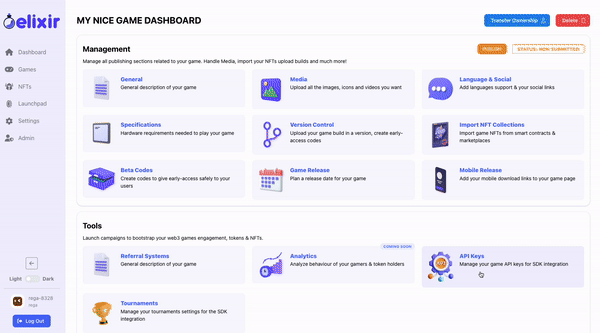 elixir
MY NICE GAME DASHBOARD
Transfer Ownership
Delete
Dashboard
Games
NFTs
Launchpad
Settings
Admin
Light
Dark
rega-8328
rega
Log Out
Management
PUBLISH
STATUS: NON SUBMITTED
Manage all publishing sections related to your game. Handle Media, import your NFTs upload builds and much more!
General
General description of your game
Media
Upload all the images, icons and videos you want
Language & Social
Add languages support & your social links
Specifications
Hardware requirements needed to play your game
Version Control
Upload your game build in a version, create early-
access codes
Import NFT Collections
Import game NFTs from smart contracts &
marketplaces
Beta Codes
Create codes to give early-access safely to your
users
Game Release
Plan a release date for your game
Mobile Release
Add your mobile download links to your game page
Tools
Launch campaigns to bootstrap your web3 games engagement, tokens & NFTs.
Referral Systems
General description of your game
COMING SOON
Analytics
Analyze behaviour of your gamers & token holders
API Keys
Manage your game API keys for SDK integration
Tournaments
Manage your tournaments settings for the SDK
integration